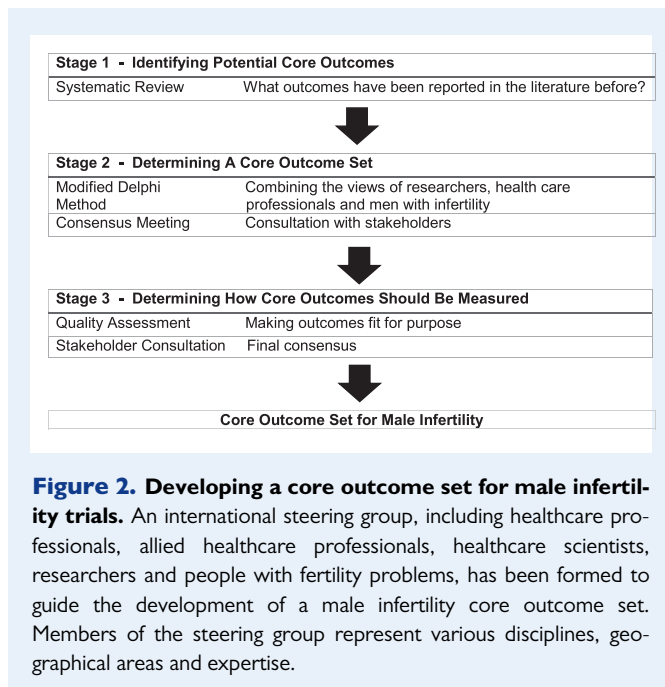 Stage 1 - Identifying Potential Core Outcomes
Systematic Review What outcomes have been reported in the literature before?
Stage 2 - Determining A Core Outcome Set
Modified Delphi Combining the views of researchers, health care
Method professionals and men with infertility
Consensus Meeting Consultation with stakeholders
Stage 3 - Determining How Core Outcomes Should Be Measured
Quality Assessment Making outcomes fit for purpose
Stakeholder Consultation Final consensus
Core Outcome Set for Male Infertility
Figure 2. Developing a core outcome set for male infertil-
ity trials. An international steering group, including healthcare pro-
fessionals, allied healthcare professionals, healthcare scientists,
researchers and people with fertility problems, has been formed to
guide the development of a male infertility core outcome set.
Members of the steering group represent various disciplines, geo-
graphical areas and expertise.